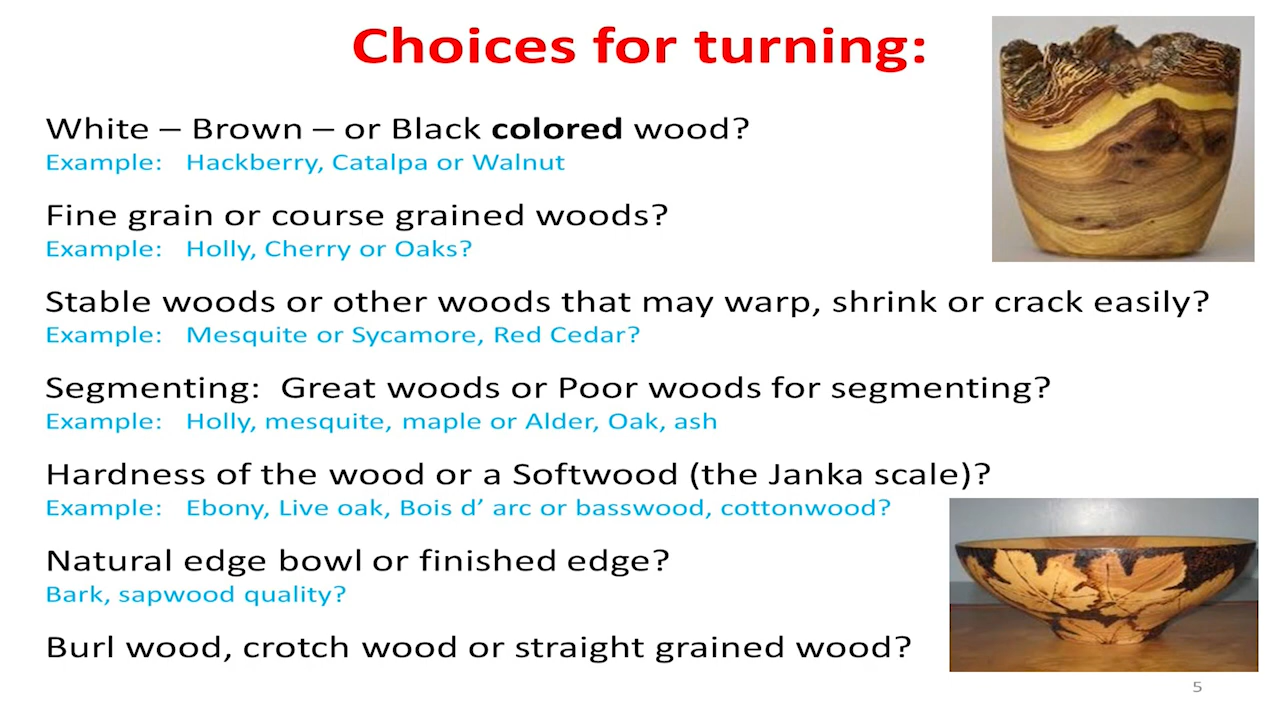 Choices for turning:
White – Brown – or Black colored wood?
Example: Hackberry, Catalpa or Walnut
Fine grain or course grained woods?
Example: Holly, Cherry or Oaks?
Stable woods or other woods that may warp, shrink or crack easily?
Example: Mesquite or Sycamore, Red Cedar?
Segmenting: Great woods or Poor woods for segmenting?
Example: Holly, mesquite, maple or Alder, Oak, ash
Hardness of the wood or a Softwood (the Janka scale)?
Example: Ebony, Live oak, Bois d’ arc or basswood, cottonwood?
Natural edge bowl or finished edge?
Bark, sapwood quality?
Burl wood, crotch wood or straight grained wood?
5